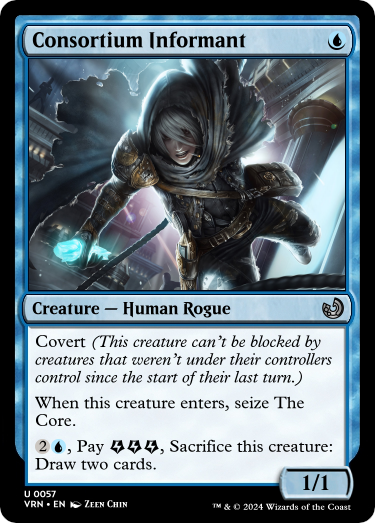 Consortium Informant
Creature — Human Rogue
Covert (This creature can't be blocked by
creatures that weren't under their controllers
control since the start of their last turn.)
When this creature enters, seize The
Core.
2, Pay , Sacrifice this creature:
Draw two cards.
1/1
U 0057
VRN • EN Zeen Chin
™ & © 2024 Wizards of the Coast